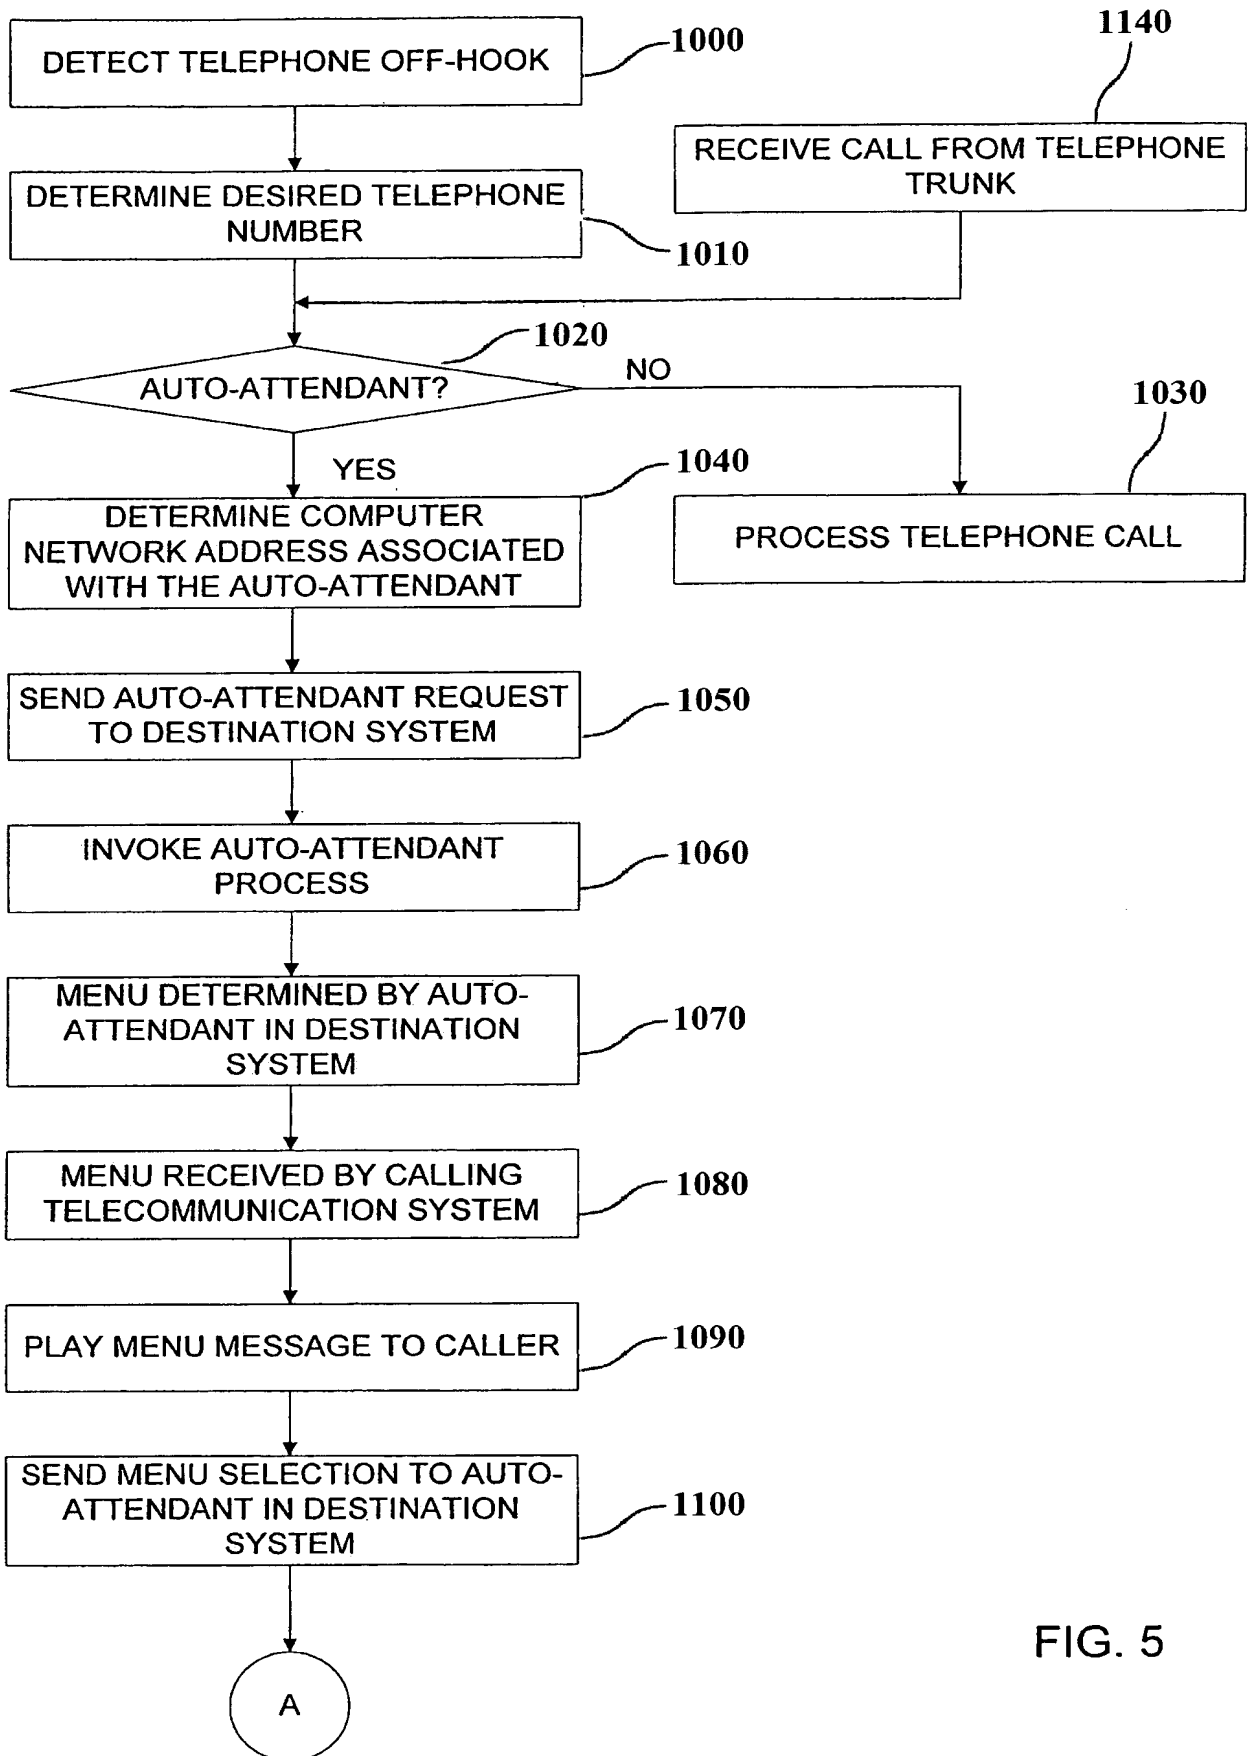 DETECT TELEPHONE OFF-HOOK
1000
1140
RECEIVE CALL FROM TELEPHONE
TRUNK
DETERMINE DESIRED TELEPHONE
NUMBER
1010
1020
AUTO-ATTENDANT?
NO
1030
YES
1040
DETERMINE COMPUTER
NETWORK ADDRESS ASSOCIATED
WITH THE AUTO-ATTENDANT
PROCESS TELEPHONE CALL
SEND AUTO-ATTENDANT REQUEST
TO DESTINATION SYSTEM
1050
INVOKE AUTO-ATTENDANT
PROCESS
1060
MENU DETERMINED BY AUTO-
ATTENDANT IN DESTINATION
SYSTEM
1070
MENU RECEIVED BY CALLING
TELECOMMUNICATION SYSTEM
1080
PLAY MENU MESSAGE TO CALLER
1090
SEND MENU SELECTION TO AUTO-
ATTENDANT IN DESTINATION
SYSTEM
1100
FIG. 5
A